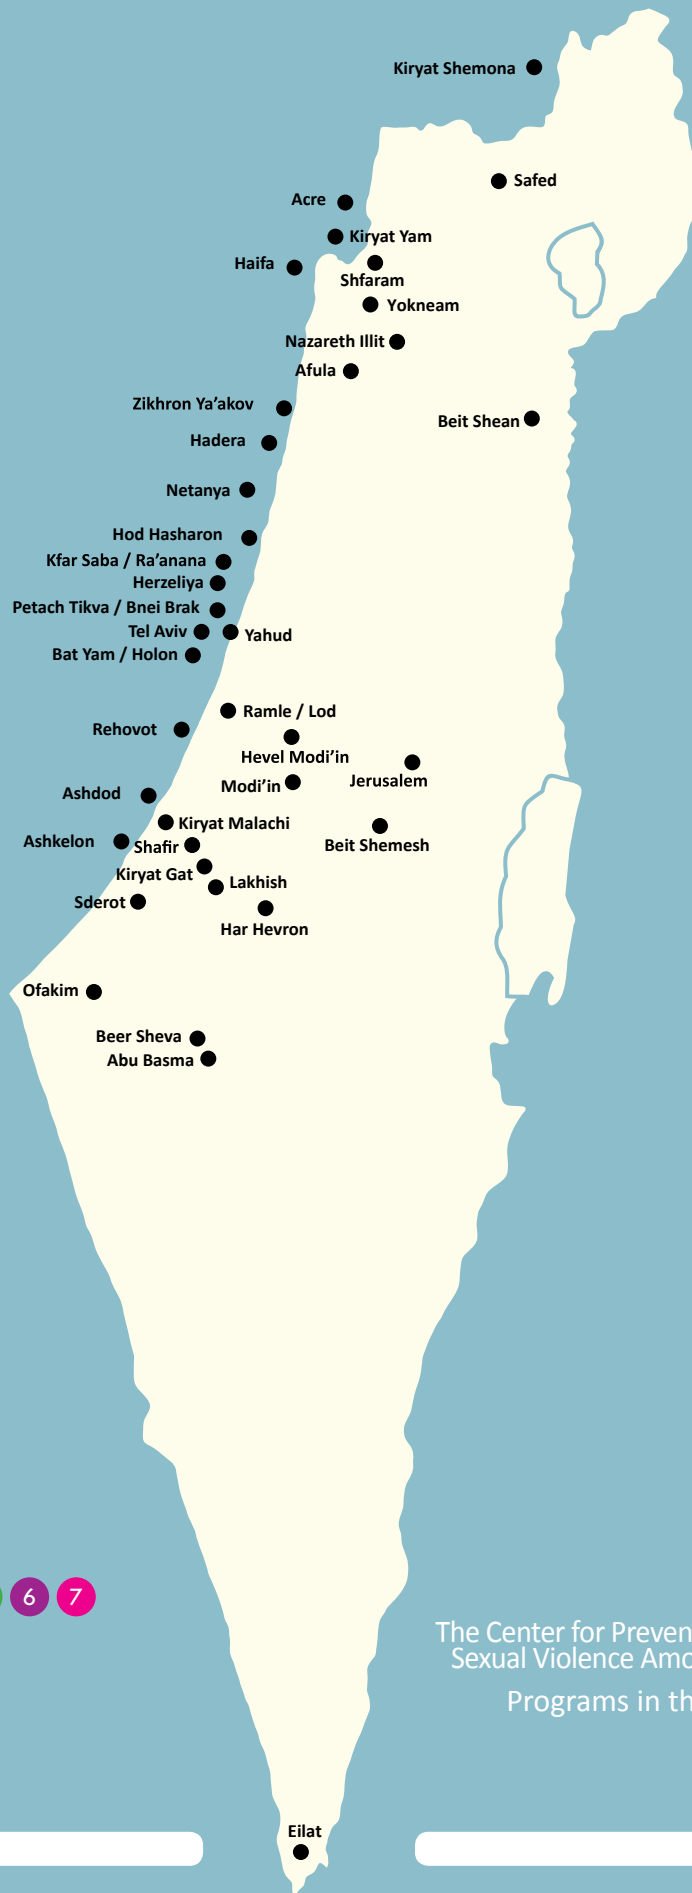 Kiryat Shemona
Safed
Acre
Kiryat Yam
Haifa
Shfaram
Yokneam
Nazareth Illit
Afula
Zikhron Ya’akov
Beit Shean
Hadera
Netanya
Hod Hasharon
Kfar Saba / Ra’anana
Herzeliya
Petach Tikva / Bnei Brak
Tel Aviv
Yahud
Bat Yam / Holon
Ramle / Lod
Rehovot
Hevel Modi’in
Jerusalem
Modi’in
Ashdod
Kiryat Malachi
Ashkelon
Shafir
Beit Shemesh
Kiryat Gat
Lakhish
Sderot
Har Hevron
Ofakim
Beer Sheva
Abu Basma
6 7
The Center for Preven
Sexual Violence Amo
Programs in th
Eilat